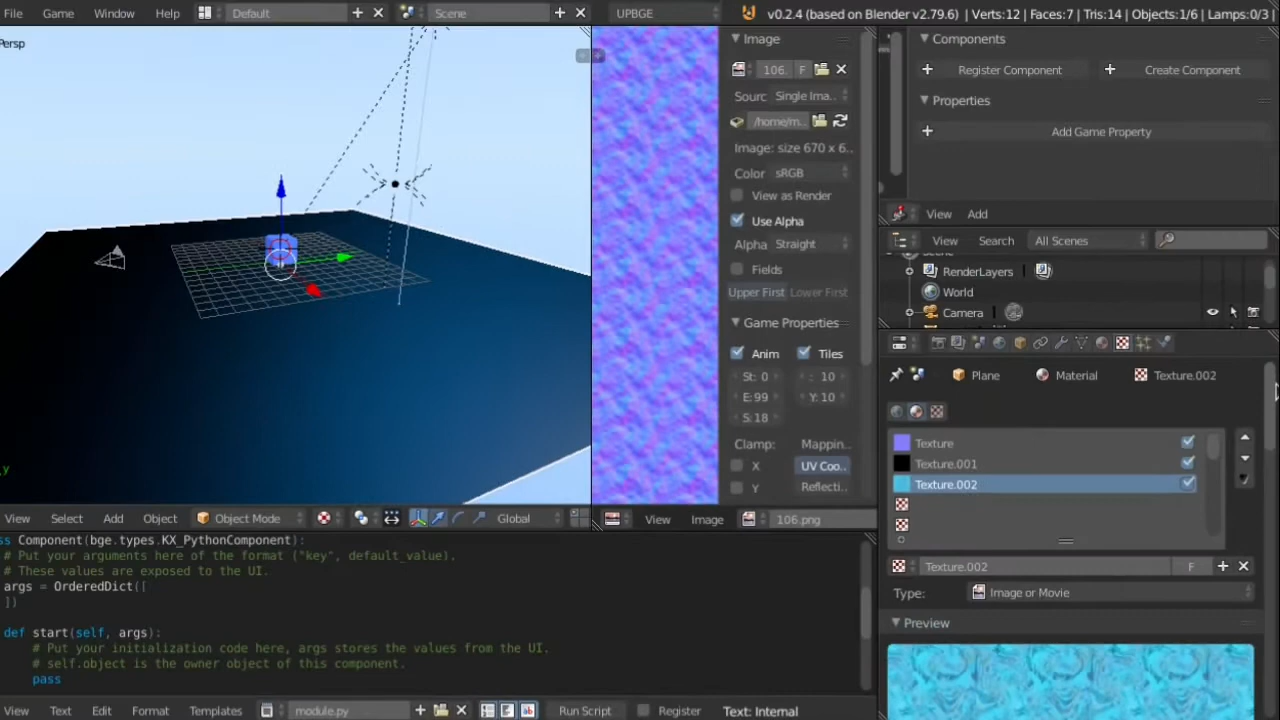 File Game Window Help Default Scene UPBGE v0.2.4 (based on Blender v2.79.6) | Verts:12 | Faces:7 | Tris:14 | Objects:1/6 | Lamps:0/3 |
Persp
y
View Select Add Object Object Mode Global
Image
106. F
Sourc Single Ima..
/home/m..
Image: size 670 x 6..
Color sRGB
View as Render
Use Alpha
Alpha Straight
Fields
Upper First Lower First
Game Properties
Anim Tiles
St: 0 : 10
E:99 Y: 10
S:18
Clamp: Mappin..
X UV Coo..
Y Reflecti..
View Image 106.png
Components
Register Component Create Component
Properties
Add Game Property
View Add
View Search All Scenes
RenderLayers
World
Camera
Plane Material Texture.002
Texture
Texture.001
Texture.002
Texture.002 F
Type: Image or Movie
Preview
ss Component(bge.types.KX_PythonComponent):
# Put your arguments here of the format ("key", default_value).
# These values are exposed to the UI.
args = OrderedDict([
])
def start(self, args):
# Put your initialization code here, args stores the values from the UI.
# self.object is the owner object of this component.
pass
View Text Edit Format Templates module.py Run Script Register Text: Internal